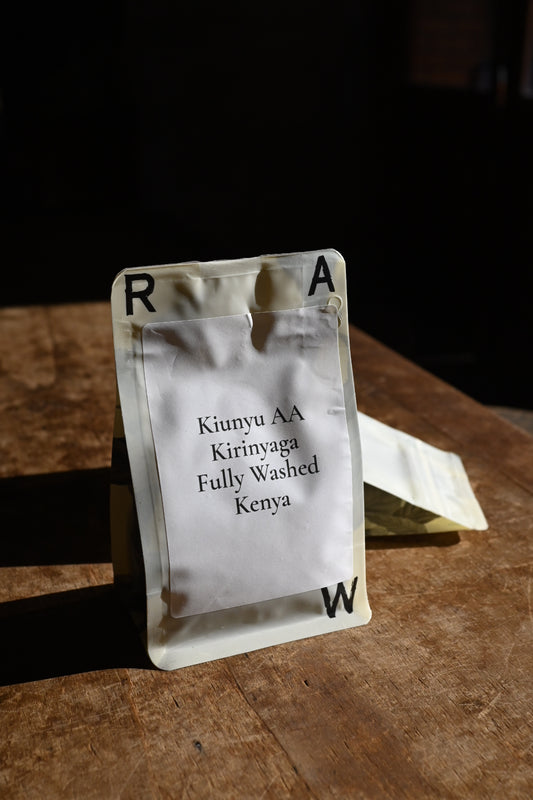 R A
Kiunyu AA
Kirinyaga
Fully Washed
Kenya
W